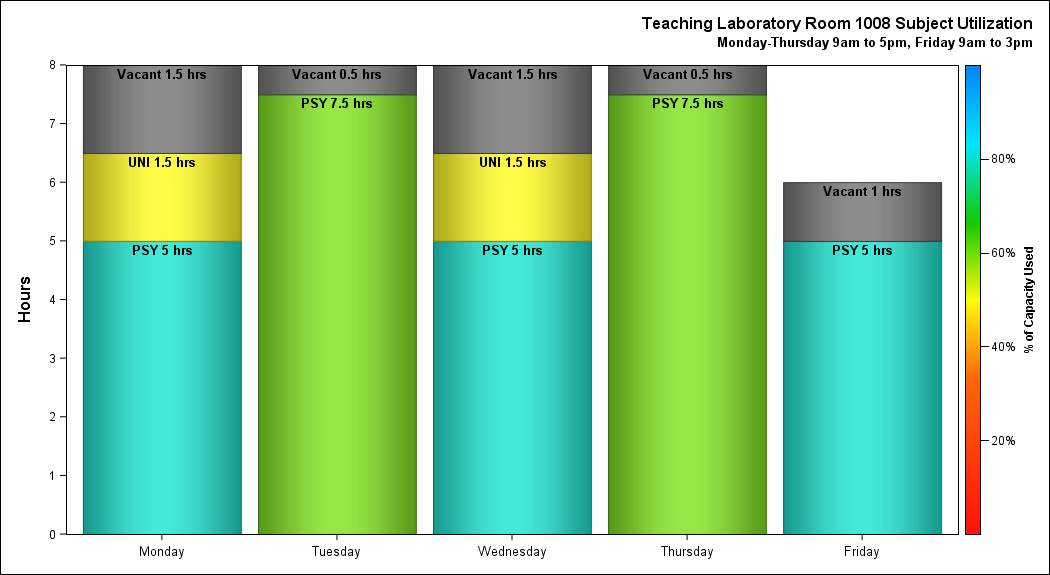 Teaching Laboratory Room 1008 Subject Utilization
Monday-Thursday 9am to 5pm, Friday 9am to 3pm
Hours
8
7
6
5
4
3
2
1
0
Vacant 1.5 hrs
UNI 1.5 hrs
PSY 5 hrs
Vacant 0.5 hrs
PSY 7.5 hrs
Vacant 1.5 hrs
UNI 1.5 hrs
PSY 5 hrs
Vacant 0.5 hrs
PSY 7.5 hrs
Vacant 1 hrs
PSY 5 hrs
Monday
Tuesday
Wednesday
Thursday
Friday
80%
60%
40%
20%
% of Capacity Used